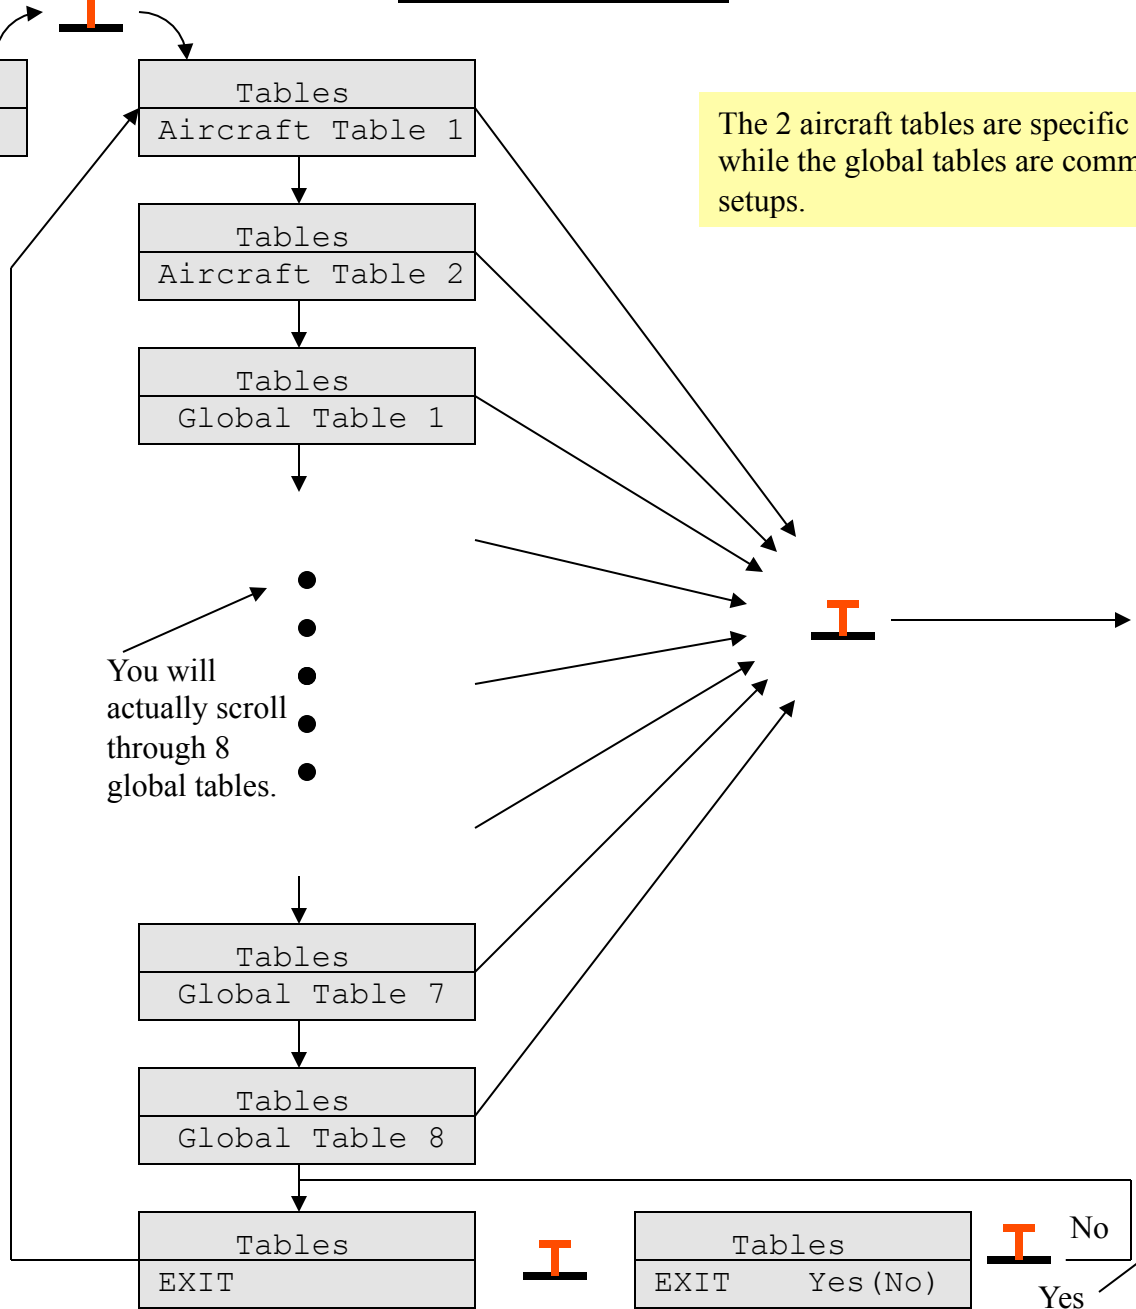 Tables
Aircraft Table 1
The 2 aircraft tables are specific
while the global tables are comm
setups.
Tables
Aircraft Table 2
Tables
Global Table 1
You will
actually scroll
through 8
global tables.
Tables
Global Table 7
Tables
Global Table 8
Tables
EXIT
Tables
EXIT Yes(No)
No
Yes